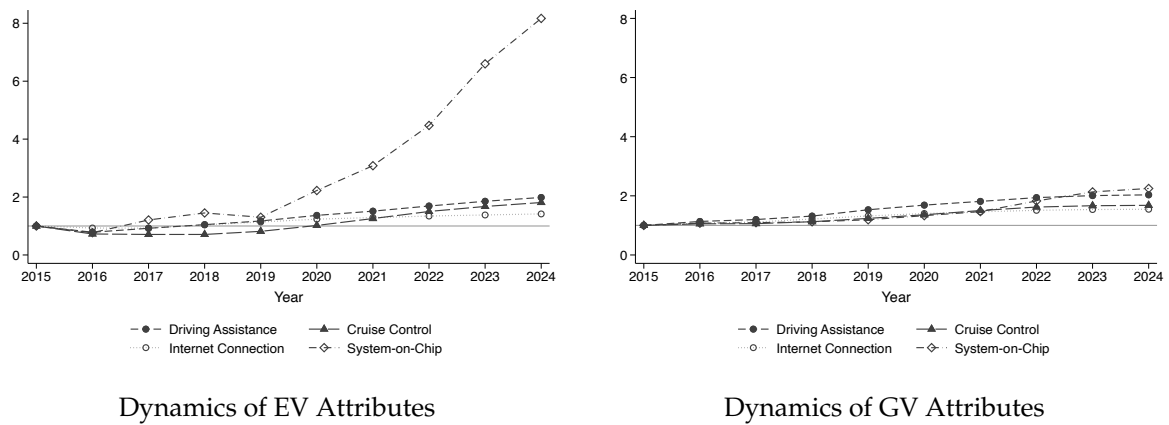 8
6
4
2
0
2015 2016 2017 2018 2019 2020 2021 2022 2023 2024
Year
Driving Assistance Cruise Control
Internet Connection System-on-Chip
Dynamics of EV Attributes
8
6
4
2
0
2015 2016 2017 2018 2019 2020 2021 2022 2023 2024
Year
Driving Assistance Cruise Control
Internet Connection System-on-Chip
Dynamics of GV Attributes